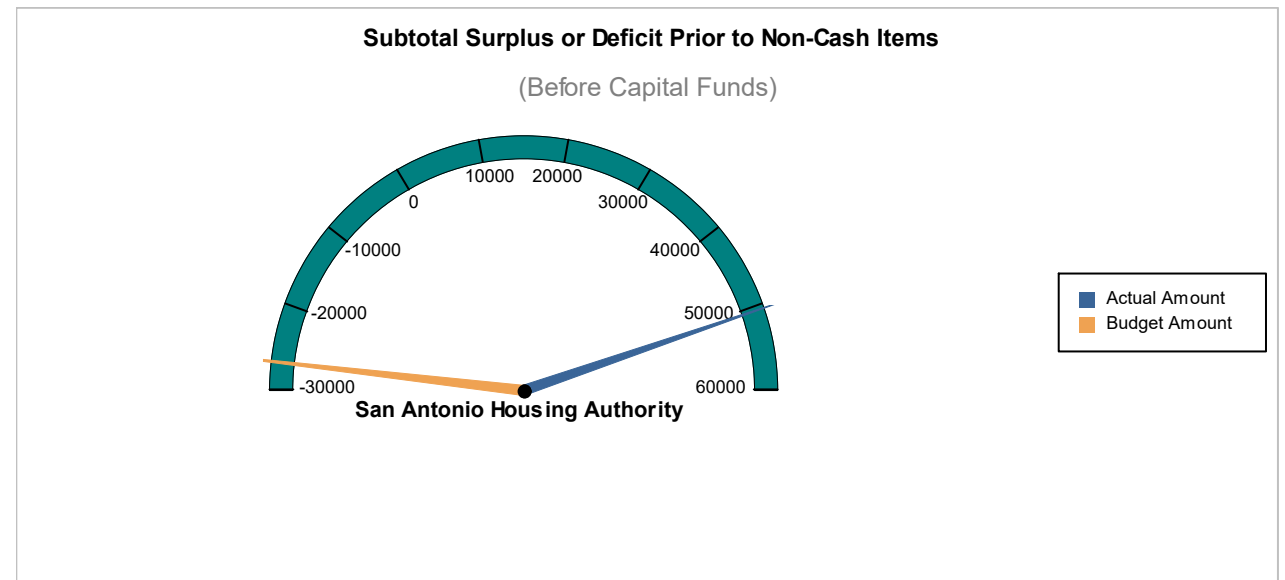 Subtotal Surplus or Deficit Prior to Non-Cash Items
(Before Capital Funds)
10000 20000
0 30000
-10000 40000
-20000 50000
-30000 60000
San Antonio Housing Authority
Actual Amount
Budget Amount